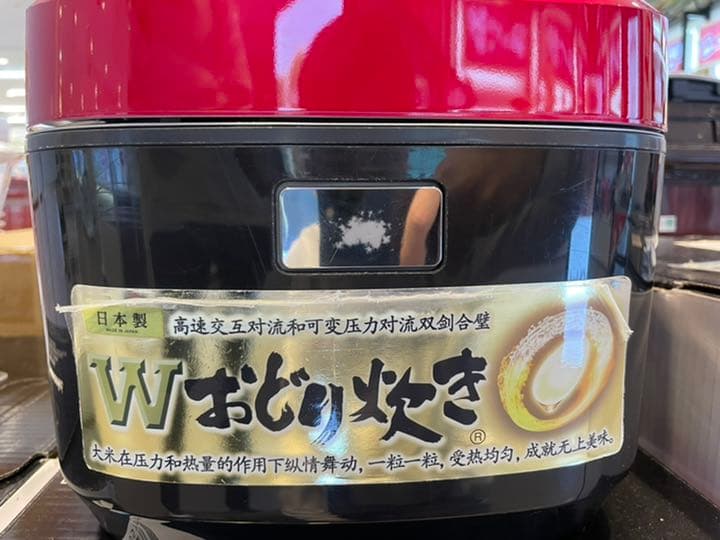 日本製
MADE IN JAPAN
高速交互对流和可变压力对流双剑合璧
Wおどり炊き®
大米在压力和热量的作用下纵情舞动,一粒一粒,受热均匀,成就无上美味。